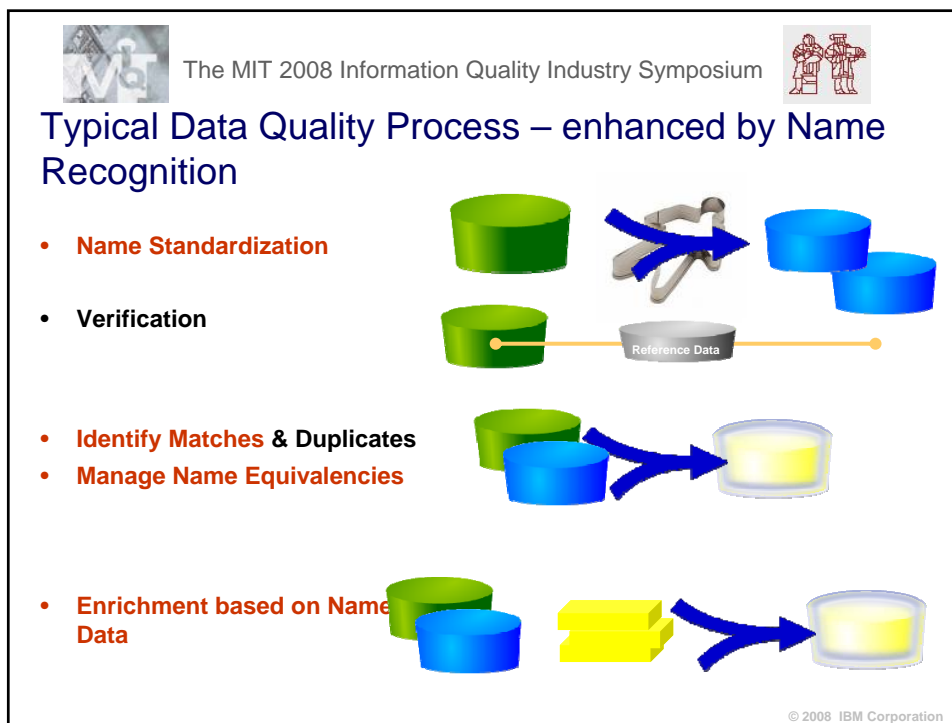 The MIT 2008 Information Quality Industry Symposium
Typical Data Quality Process – enhanced by Name
Recognition
• Name Standardization
• Verification
Reference Data
• Identify Matches & Duplicates
• Manage Name Equivalencies
• Enrichment based on Name
Data
© 2008 IBM Corporation